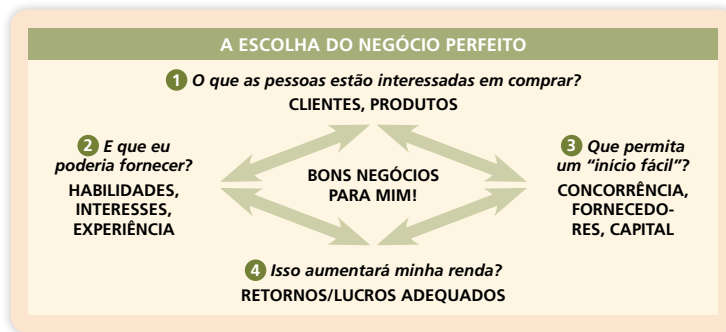 A ESCOLHA DO NEGÓCIO PERFEITO
1 O que as pessoas estão interessadas em comprar?
CLIENTES, PRODUTOS
2 E que eu
poderia fornecer?
HABILIDADES,
INTERESSES,
EXPERIÊNCIA
BONS NEGÓCIOS
PARA MIM!
3 Que permita
um “início fácil”?
CONCORRÊNCIA,
FORNECEDO-
RES, CAPITAL
4 Isso aumentará minha renda?
RETORNOS/LUCROS ADEQUADOS